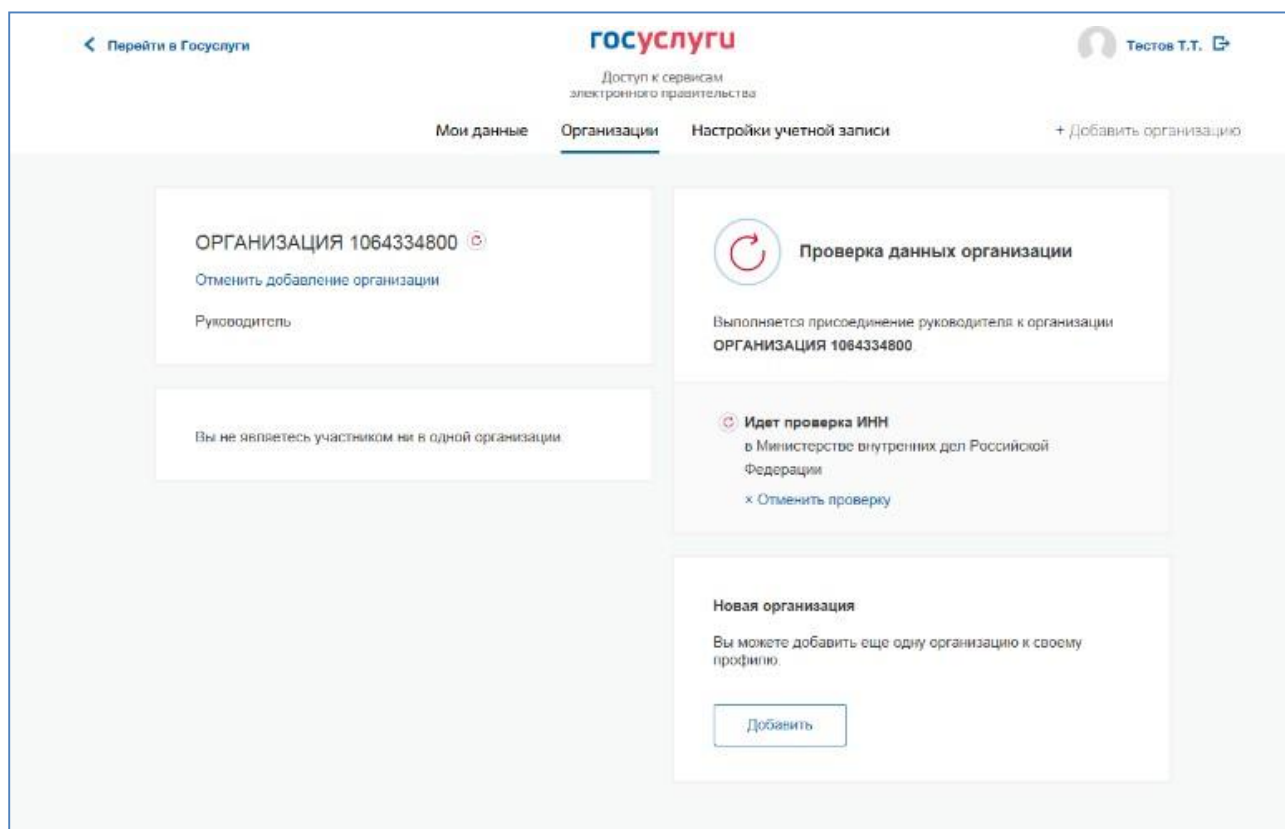 Перейти в Госуслуги
госуслуги
Тестов Т.Т.
Доступ к сервисам
электронного правительства
Мои данные
Организации
Настройки учетной записи
+ Добавить организацию
ОРГАНИЗАЦИЯ 1064334800
Отменить добавление организации
Руководитель
Вы не являетесь участником ни в одной организации
Проверка данных организации
Выполняется присоединение руководителя к организации
ОРГАНИЗАЦИЯ 1064334800.
Идет проверка ИНН
в Министерстве внутренних дел Российской
Федерации
× Отменить проверку
Новая организация
Вы можете добавить еще одну организацию к своему
профилю.
Добавить